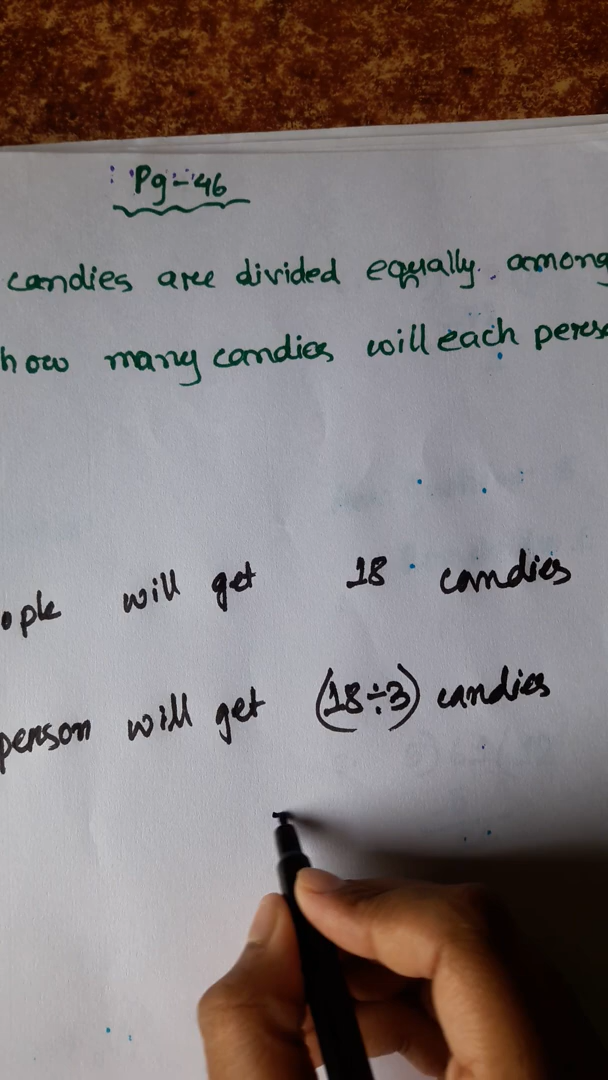 Pg-46
candies are divided equally among
how many candies will each perso
ople will get 18 candies
person will get (18÷3) candies